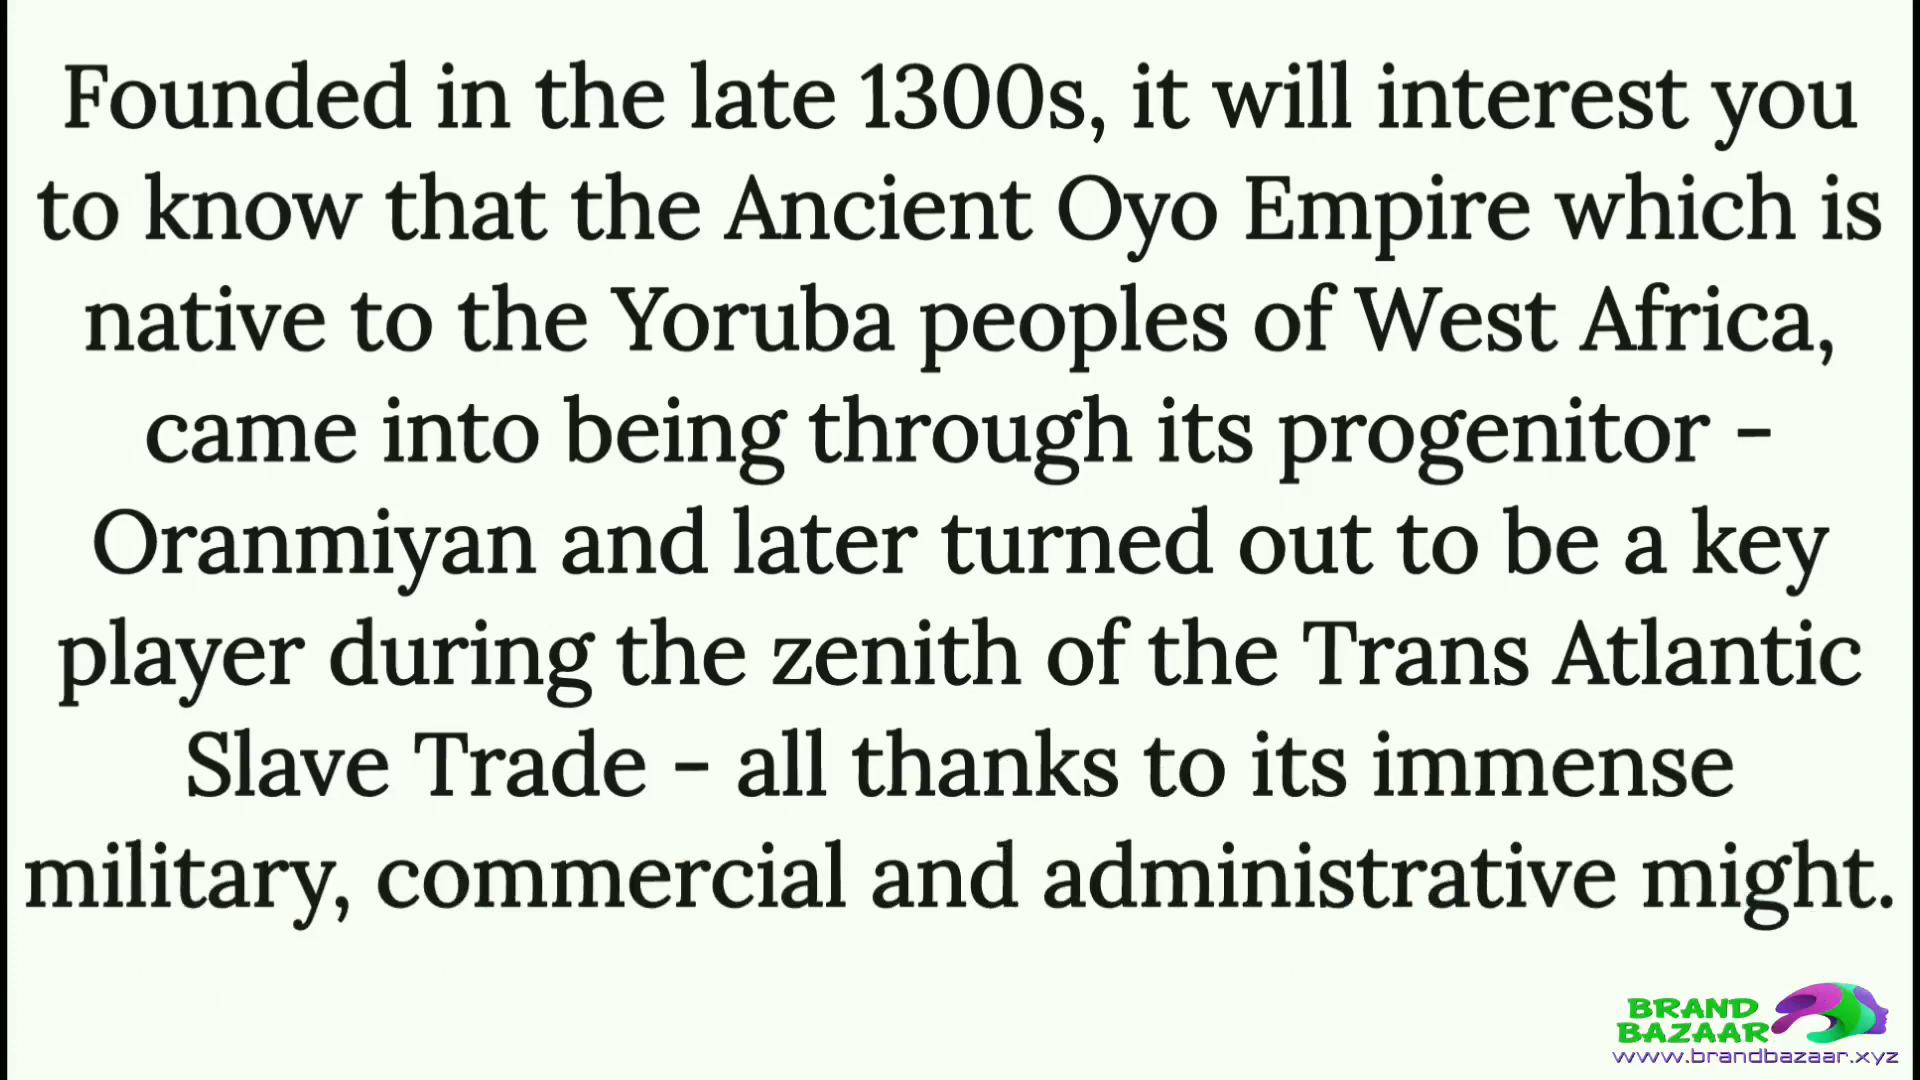 Founded in the late 1300s, it will interest you
to know that the Ancient Oyo Empire which is
native to the Yoruba peoples of West Africa,
came into being through its progenitor -
Oranmiyan and later turned out to be a key
player during the zenith of the Trans Atlantic
Slave Trade - all thanks to its immense
military, commercial and administrative might.
BRAND
BAZAAR
www.brandbazaar.xyz